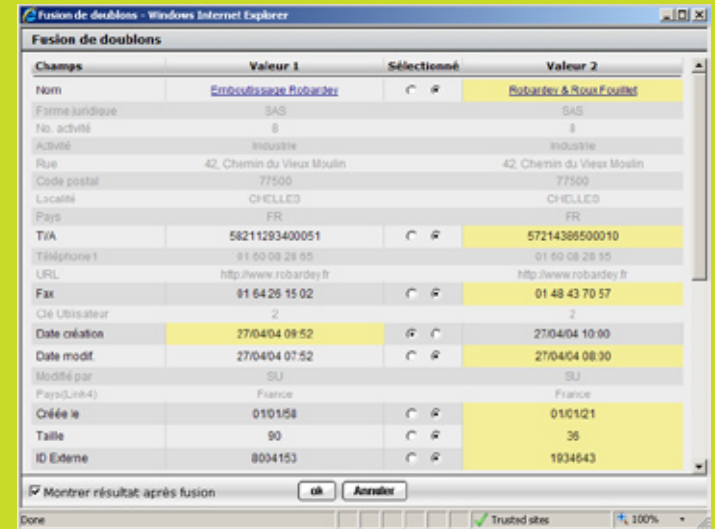 Fusion de doublons - Windows Internet Explorer
Fusion de doublons
Champs Valeur 1 Sélectionné Valeur 2
Nom Emboutissage Robardey Robardey & Roux Fouillet
Forme juridique SAS SAS
No. activité 8 8
Activité Industrie Industrie
Rue 42, Chemin du Vieux Moulin 42, Chemin du Vieux Moulin
Code postal 77500 77500
Localité CHELLES CHELLES
Pays FR FR
TVA 58211293400051 57214386500010
Téléphone1 01 60 08 28 65 01 60 08 28 65
URL http://www.robardey.fr http://www.robardey.fr
Fax 01 64 26 15 02 01 48 43 70 57
Clé Utilisateur 2 2
Date création 27/04/04 09:52 27/04/04 10:00
Date modif. 27/04/04 07:52 27/04/04 08:00
Modifié par SU SU
Pays(Link4) France France
Créée le 01/01/58 01/01/21
Taille 90 36
ID Externe 8004153 1934643
Montrer résultat après fusion ok Annuler
Done Trusted sites 100%